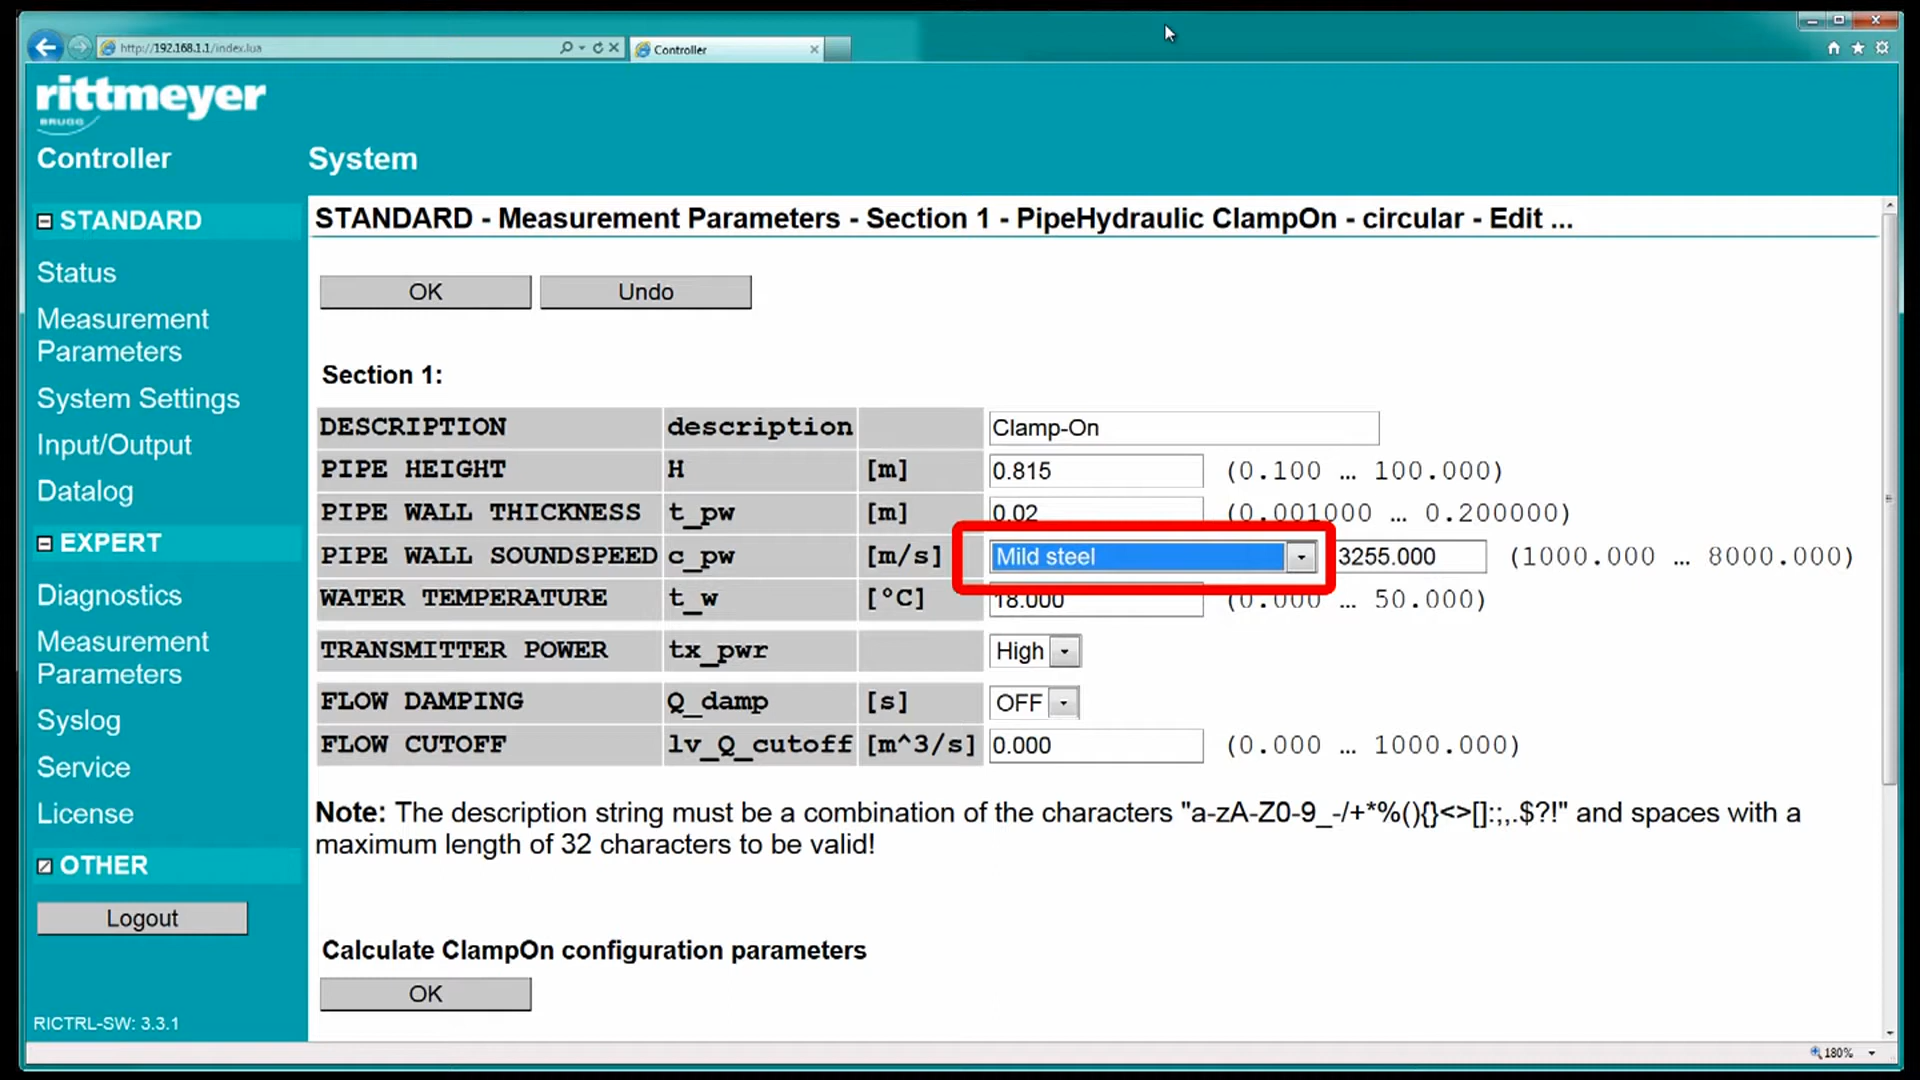 http://192.168.1.1/index.lua
Controller
rittmeyer
BRUGG
Controller
System
STANDARD
STANDARD - Measurement Parameters - Section 1 - PipeHydraulic ClampOn - circular - Edit ...
Status
OK
Undo
Measurement
Parameters
Section 1:
System Settings
DESCRIPTION description Clamp-On
Input/Output
PIPE HEIGHT H [m] 0.815 (0.100 … 100.000)
Datalog
PIPE WALL THICKNESS t_pw [m] 0.02 (0.001000 … 0.200000)
EXPERT
PIPE WALL SOUNDSPEED c_pw [m/s] Mild steel 3255.000 (1000.000 … 8000.000)
Diagnostics
WATER TEMPERATURE t_w [°C] 18.000 (0.000 … 50.000)
Measurement
Parameters
TRANSMITTER POWER tx_pwr High
FLOW DAMPING Q_damp [s] OFF
Syslog
FLOW CUTOFF lv_Q_cutoff [m^3/s] 0.000 (0.000 … 1000.000)
Service
License
Note: The description string must be a combination of the characters "a-zA-Z0-9_-/+*%(){}<>[]:;,.$?!" and spaces with a
maximum length of 32 characters to be valid!
OTHER
Logout
Calculate ClampOn configuration parameters
OK
RICTRL-SW: 3.3.1
180%